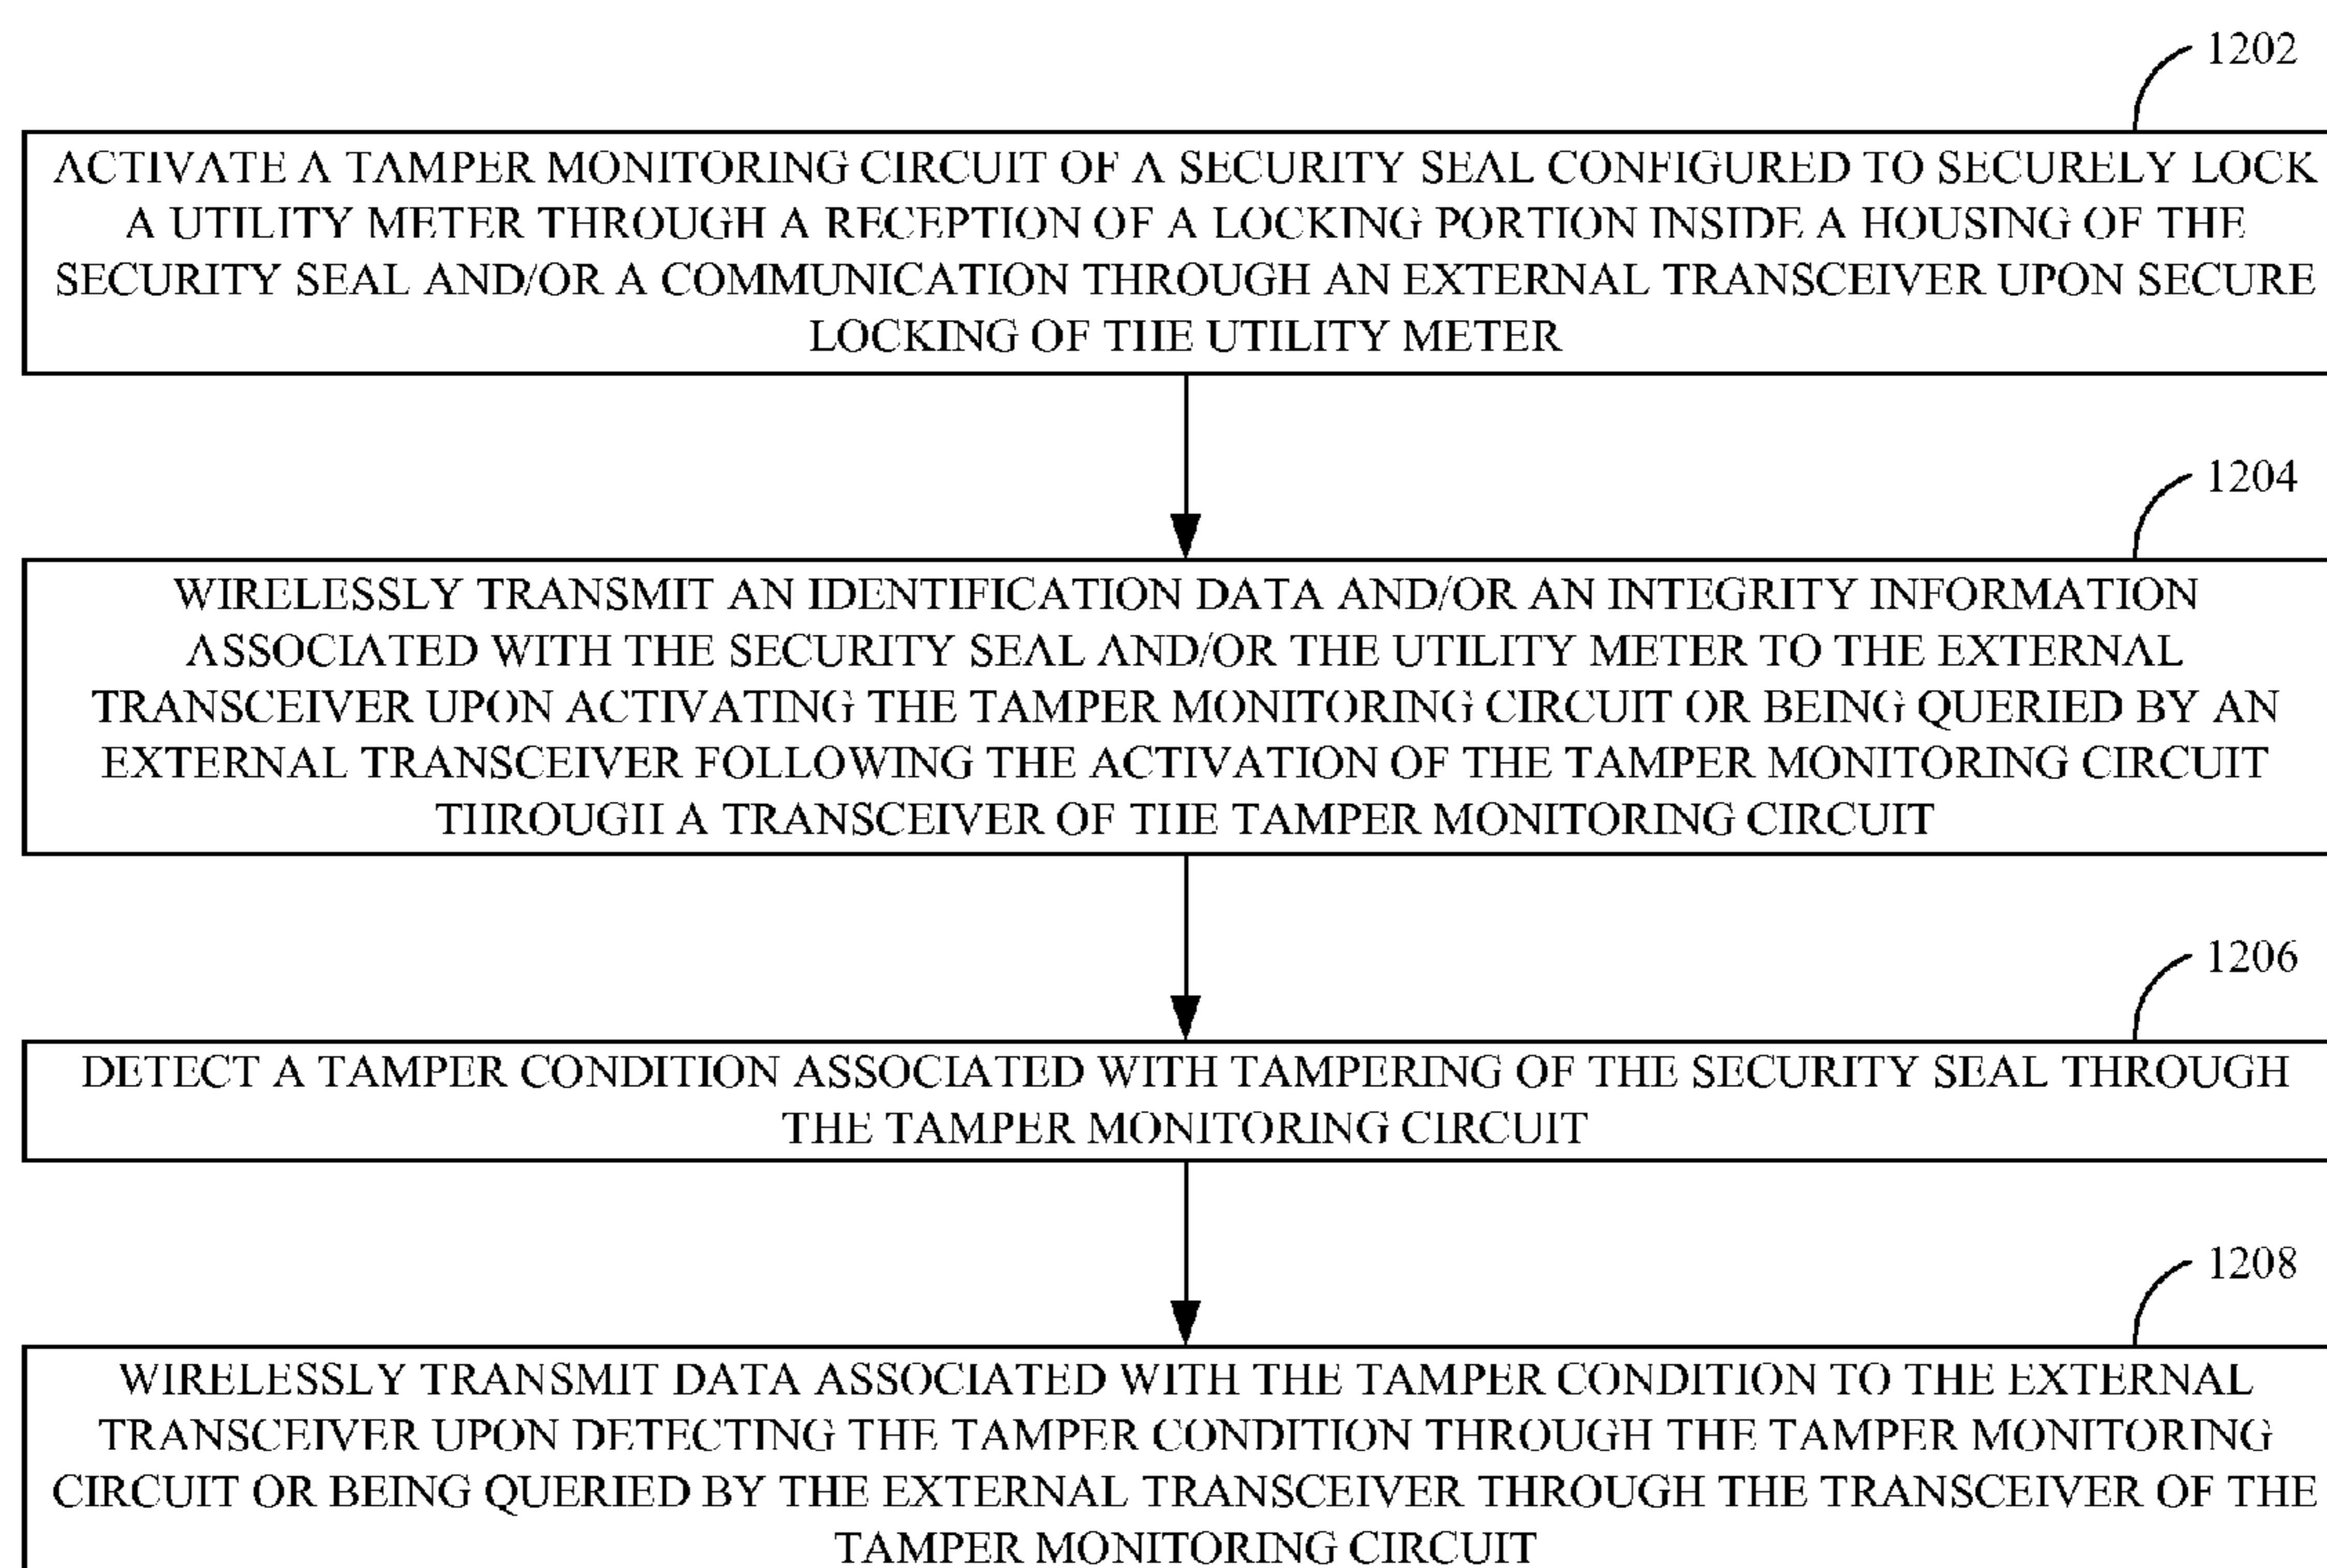 1202
ACTIVATE A TAMPER MONITORING CIRCUIT OF A SECURITY SEAL CONFIGURED TO SECURELY LOCK
A UTILITY METER THROUGH A RECEPTION OF A LOCKING PORTION INSIDE A HOUSING OF THE
SECURITY SEAL AND/OR A COMMUNICATION THROUGH AN EXTERNAL TRANSCEIVER UPON SECURE
LOCKING OF THE UTILITY METER
1204
WIRELESSLY TRANSMIT AN IDENTIFICATION DATA AND/OR AN INTEGRITY INFORMATION
ASSOCIATED WITH THE SECURITY SEAL AND/OR THE UTILITY METER TO THE EXTERNAL
TRANSCEIVER UPON ACTIVATING THE TAMPER MONITORING CIRCUIT OR BEING QUERIED BY AN
EXTERNAL TRANSCEIVER FOLLOWING THE ACTIVATION OF THE TAMPER MONITORING CIRCUIT
THROUGH A TRANSCEIVER OF THE TAMPER MONITORING CIRCUIT
1206
DETECT A TAMPER CONDITION ASSOCIATED WITH TAMPERING OF THE SECURITY SEAL THROUGH
THE TAMPER MONITORING CIRCUIT
1208
WIRELESSLY TRANSMIT DATA ASSOCIATED WITH THE TAMPER CONDITION TO THE EXTERNAL
TRANSCEIVER UPON DETECTING THE TAMPER CONDITION THROUGH THE TAMPER MONITORING
CIRCUIT OR BEING QUERIED BY THE EXTERNAL TRANSCEIVER THROUGH THE TRANSCEIVER OF THE
TAMPER MONITORING CIRCUIT